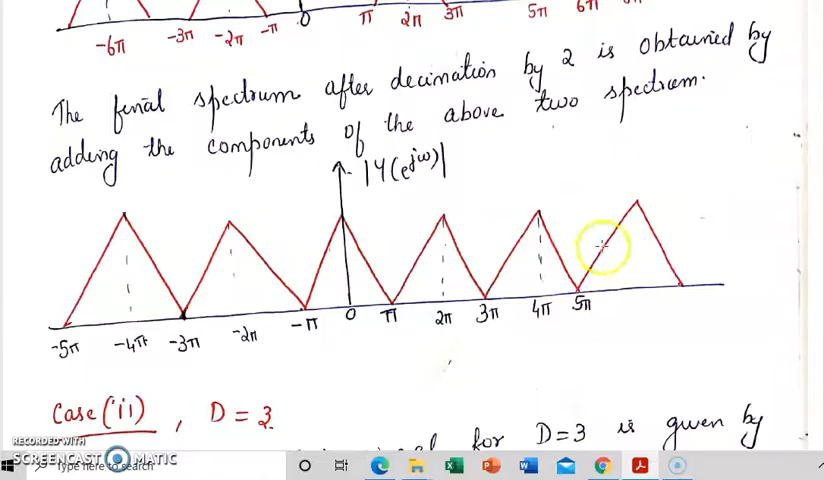 -6π -3π -2π -π 0 π 2π 3π 5π 6π
The final spectrum after decimation by 2 is obtained by
adding the components of the above two spectrum.
|Y(e^jω)|
-5π -4π -3π -2π -π 0 π 2π 3π 4π 5π
Case(ii), D = 3
for D=3 is given by
RECORDED WITH
SCREENCAST MATIC
Type here to search